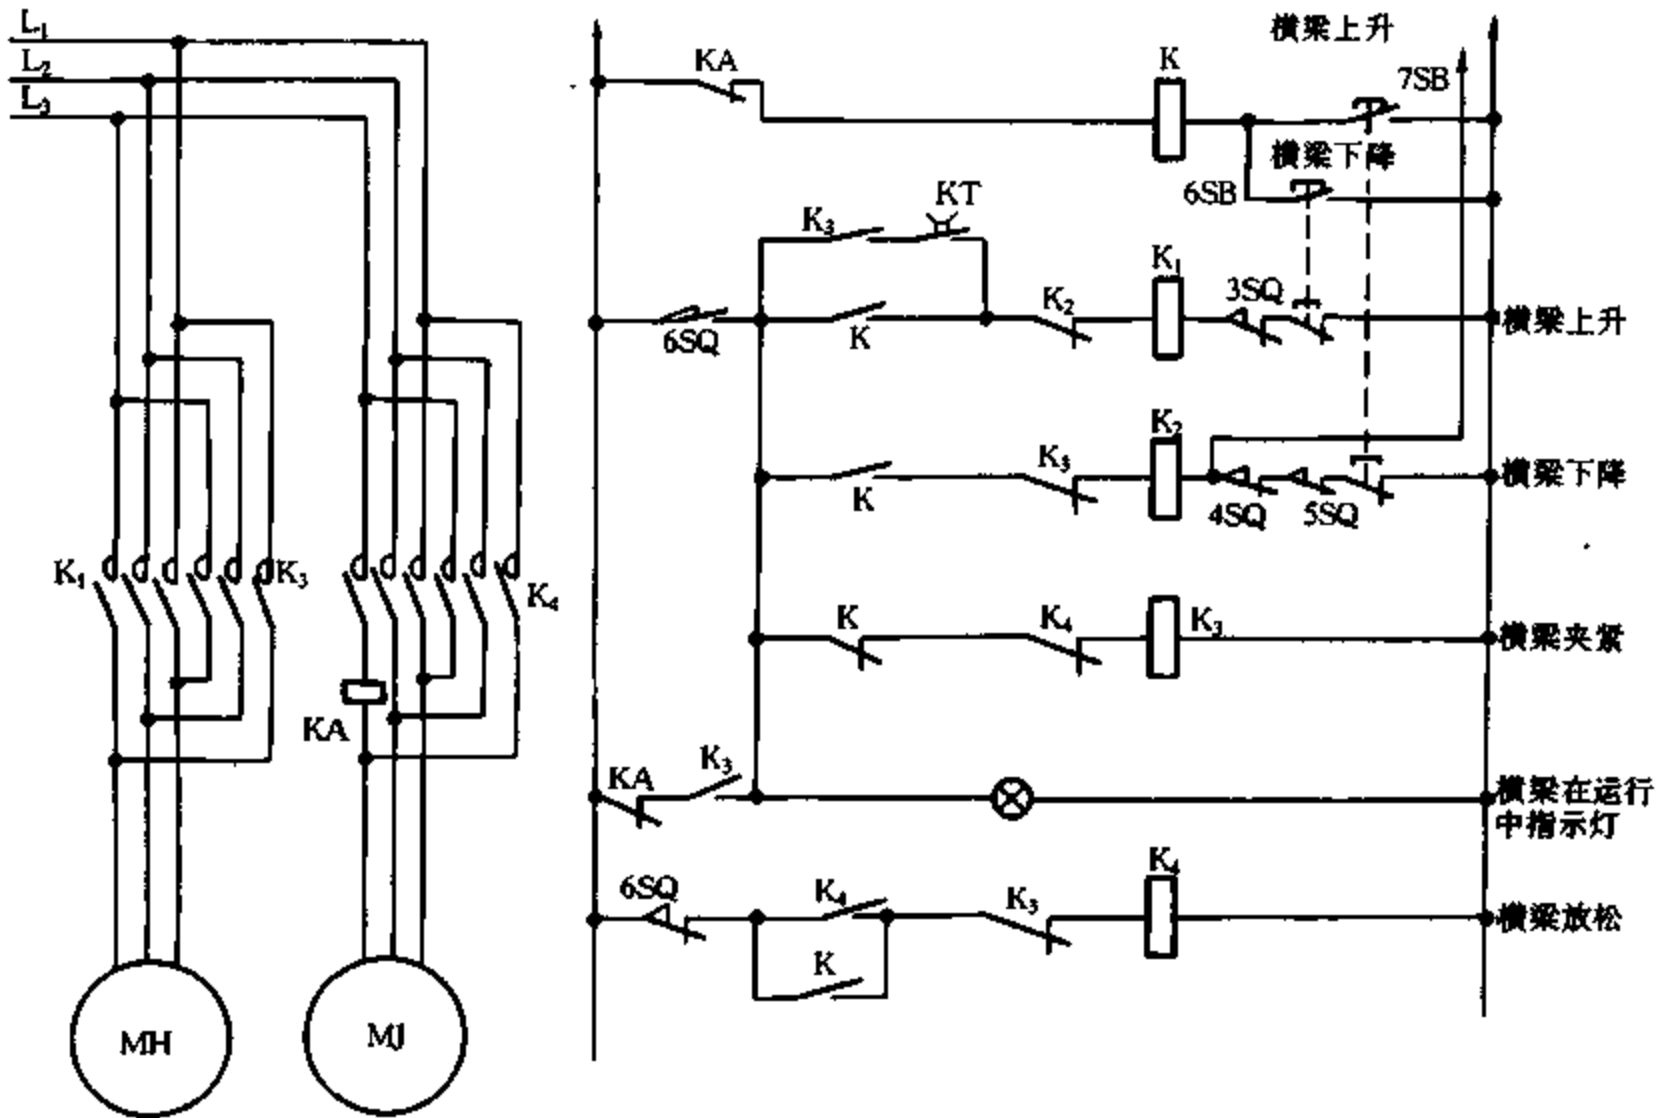 L₁
L₂
L₃
横梁上升
KA
K
7SB
横梁下降
6SB
KT
K₃
K₁
3SQ
K₂
6SQ
K
横梁上升
K₂
K₃
K
4SQ
5SQ
横梁下降
K₁
K₃
K₄
K
K₄
K₃
横梁夹紧
KA
KA
K₃
横梁在运行
中指示灯
6SQ
K₄
K₃
K₄
横梁放松
K
MH
MJ